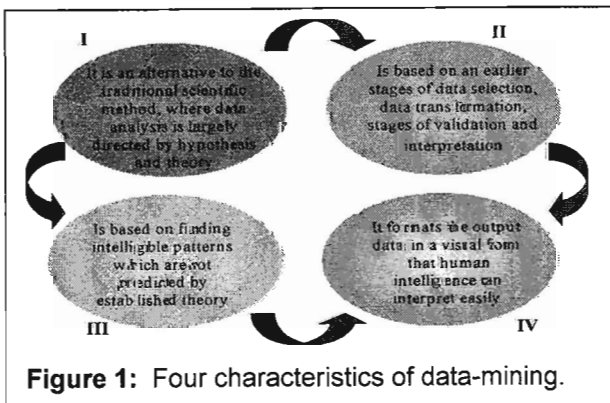 I
It is an alternative to the
traditional scientific
method, where data
analysis is largely
directed by hypothesis
and theory
II
Is based on an earlier
stages of data selection,
data trans formation,
stages of validation and
interpretation
Is based on finding
intelligible patterns
which are not
predicted by
established theory
III
It formats the output
data in a visual form
that human
intelligence can
interpret easily
IV
Figure 1: Four characteristics of data-mining.